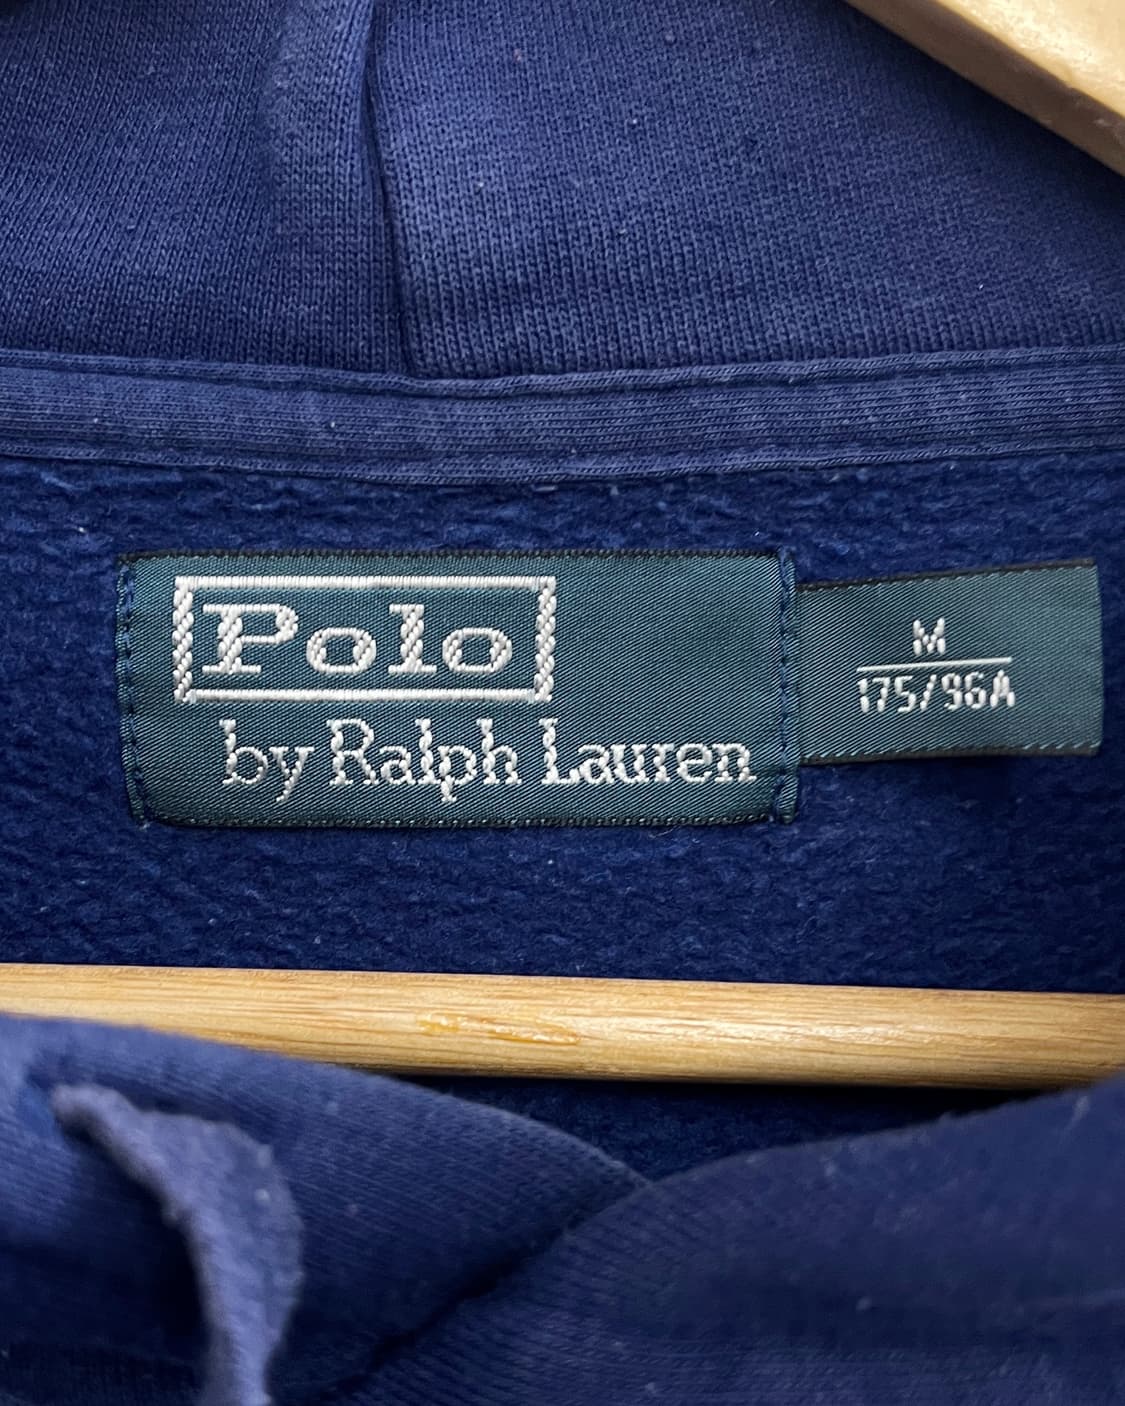 Polo
by Ralph Lauren
M
175/96A